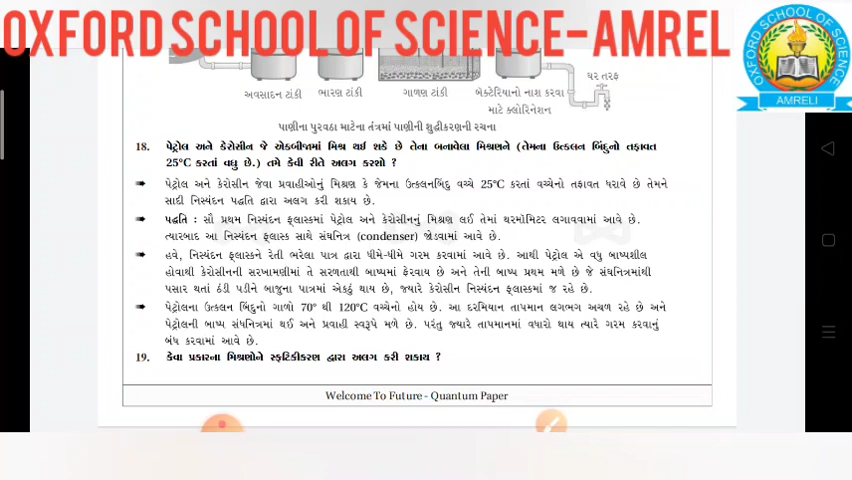 OXFORD SCHOOL OF SCIENCE-AMREL
OXFORD SCHOOL OF SCIENCE
AMRELI
ઘર તરફ
અવસાદન ટાંકી ભારણ ટાંકી ગાળણ ટાંકી બેક્ટેરિયાનો નાશ કરવા
માટે ક્લોરિનેશન
પાણીના પુરવઠા માટેના તંત્રમાં પાણીની શુદ્ધીકરણની રચના
18. પેટ્રોલ અને કેરોસીન જે એકબીજામાં મિશ્ર થઈ શકે છે તેના બનાવેલા મિશ્રણને (તેમના ઉત્કલન બિંદુનો તફાવત
25°C કરતાં વધુ છે.) તમે કેવી રીતે અલગ કરશો ?
➠ પેટ્રોલ અને કેરોસીન જેવા પ્રવાહીઓનું મિશ્રણ કે જેમના ઉત્કલનબિંદુ વચ્ચે 25°C કરતાં વચ્ચેનો તફાવત ધરાવે છે તેમને
સાદી નિસ્યંદન પદ્ધતિ દ્વારા અલગ કરી શકાય છે.
➠ પદ્ધતિ : સૌ પ્રથમ નિસ્યંદન ફ્લાસ્કમાં પેટ્રોલ અને કેરોસીનનું મિશ્રણ લઈ તેમાં થરમૉમિટર લગાવવામાં આવે છે.
ત્યારબાદ આ નિસ્યંદન ફ્લાસ્ક સાથે સંઘનિત્ર (condenser) જોડવામાં આવે છે.
➠ હવે, નિસ્યંદન ફ્લાસ્કને રેતી ભરેલા પાત્ર દ્વારા ધીમે-ધીમે ગરમ કરવામાં આવે છે. આથી પેટ્રોલ એ વધુ બાષ્પશીલ
હોવાથી કેરોસીનની સરખામણીમાં તે સરળતાથી બાષ્પમાં ફેરવાય છે અને તેની બાષ્પ પ્રથમ મળે છે જે સંઘનિત્રમાંથી
પસાર થતાં ઠંડી પડીને બાજુના પાત્રમાં એકઠું થાય છે, જ્યારે કેરોસીન નિસ્યંદન ફ્લાસ્કમાં જ રહે છે.
➠ પેટ્રોલના ઉત્કલન બિંદુનો ગાળો 70° થી 120°C વચ્ચેનો હોય છે. આ દરમિયાન તાપમાન લગભગ અચળ રહે છે અને
પેટ્રોલની બાષ્પ સંઘનિત્રમાં થઈ અને પ્રવાહી સ્વરૂપે મળે છે. પરંતુ જ્યારે તાપમાનમાં વધારો થાય ત્યારે ગરમ કરવાનું
બંધ કરવામાં આવે છે.
19. કેવા પ્રકારના મિશ્રણોને સ્ફટિકીકરણ દ્વારા અલગ કરી શકાય ?
Welcome To Future - Quantum Paper